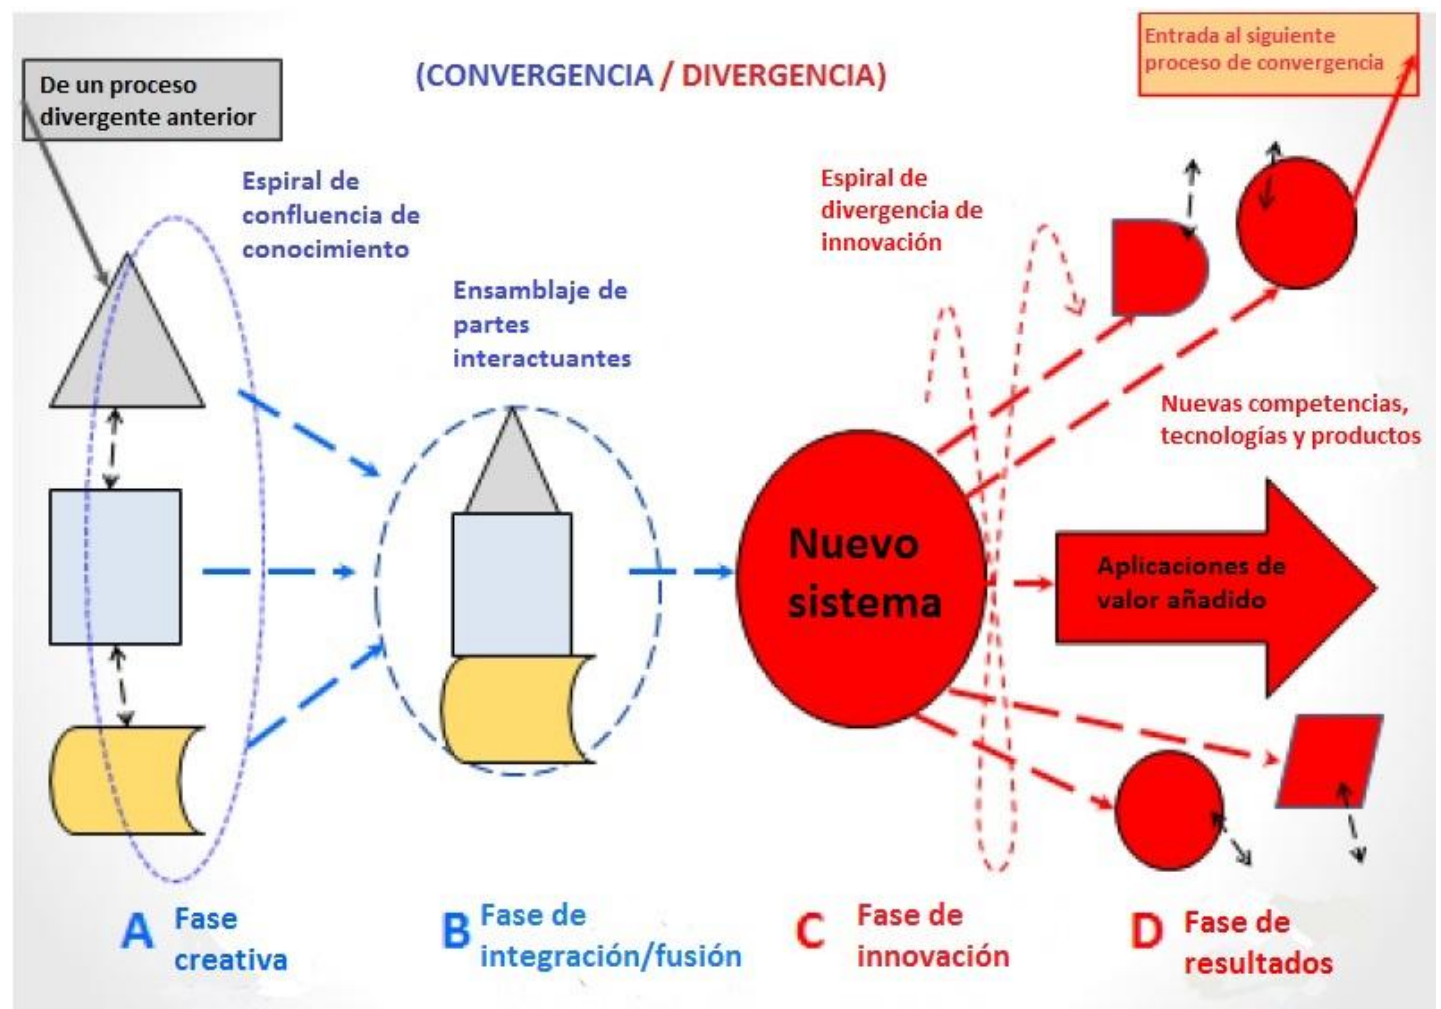 (CONVERGENCIA / DIVERGENCIA)
De un proceso
divergente anterior
Entrada al siguiente
proceso de convergencia
Espiral de
confluencia de
conocimiento
Ensamblaje de
partes
interactuantes
Espiral de
divergencia de
innovación
Nuevas competencias,
tecnologías y productos
Nuevo
sistema
Aplicaciones de
valor añadido
A Fase
creativa
B Fase de
integración/fusión
C Fase de
innovación
D Fase de
resultados